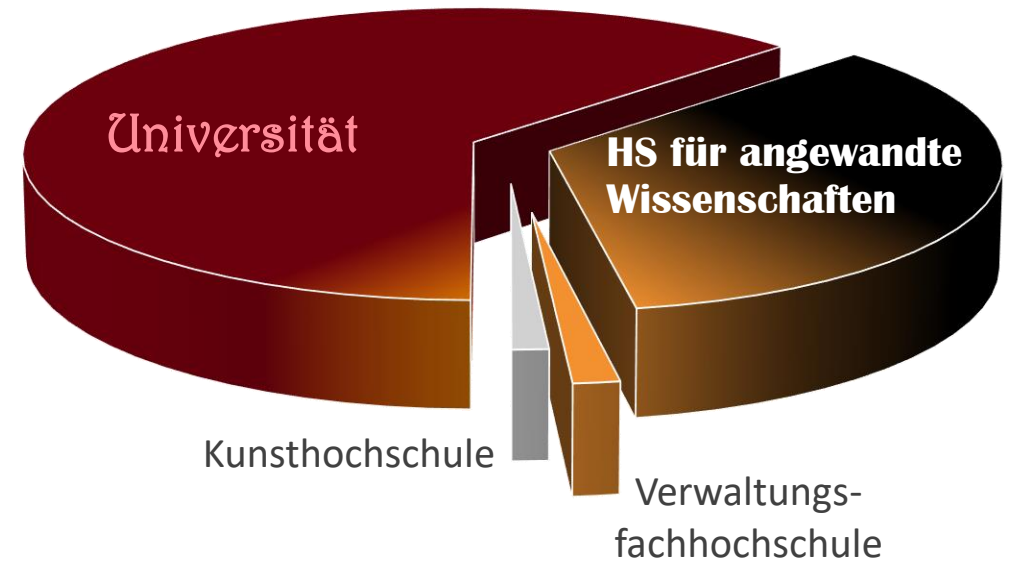 Universität
HS für angewandte
Wissenschaften
Kunsthochschule
Verwaltungs-
fachhochschule